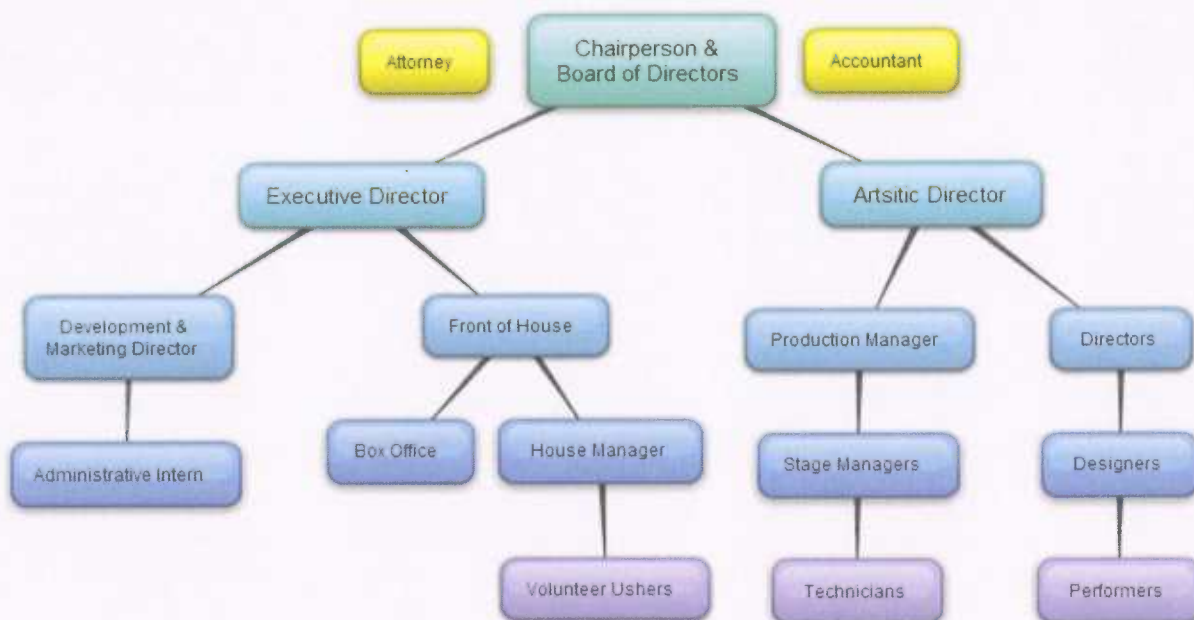 Attorney
Chairperson &
Board of Directors
Accountant
Executive Director
Artsitic Director
Development &
Marketing Director
Front of House
Production Manager
Directors
Administrative Intern
Box Office
House Manager
Stage Managers
Designers
Volunteer Ushers
Technicians
Performers